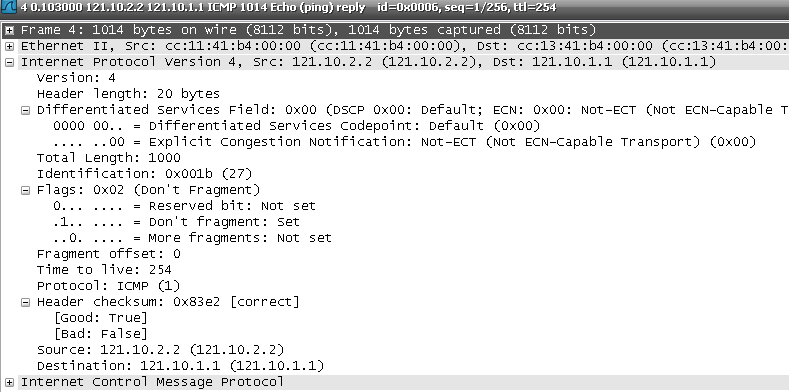 4 0.103000 121.10.2.2 121.10.1.1 ICMP 1014 Echo (ping) reply id=0x0006, seq=1/256, ttl=254
Frame 4: 1014 bytes on wire (8112 bits), 1014 bytes captured (8112 bits)
Ethernet II, Src: cc:11:41:b4:00:00 (cc:11:41:b4:00:00), Dst: cc:13:41:b4:00:00 (cc:13:41:b4:00:
Internet Protocol Version 4, Src: 121.10.2.2 (121.10.2.2), Dst: 121.10.1.1 (121.10.1.1)
Version: 4
Header length: 20 bytes
Differentiated Services Field: 0x00 (DSCP 0x00: Default; ECN: 0x00: Not-ECT (Not ECN-Capable T
0000 00.. = Differentiated Services Codepoint: Default (0x00)
.... ..00 = Explicit Congestion Notification: Not-ECT (Not ECN-Capable Transport) (0x00)
Total Length: 1000
Identification: 0x001b (27)
Flags: 0x02 (Don't Fragment)
0... .... = Reserved bit: Not set
.1.. .... = Don't fragment: Set
..0. .... = More fragments: Not set
Fragment offset: 0
Time to live: 254
Protocol: ICMP (1)
Header checksum: 0x83e2 [correct]
[Good: True]
[Bad: False]
Source: 121.10.2.2 (121.10.2.2)
Destination: 121.10.1.1 (121.10.1.1)
Internet Control Message Protocol